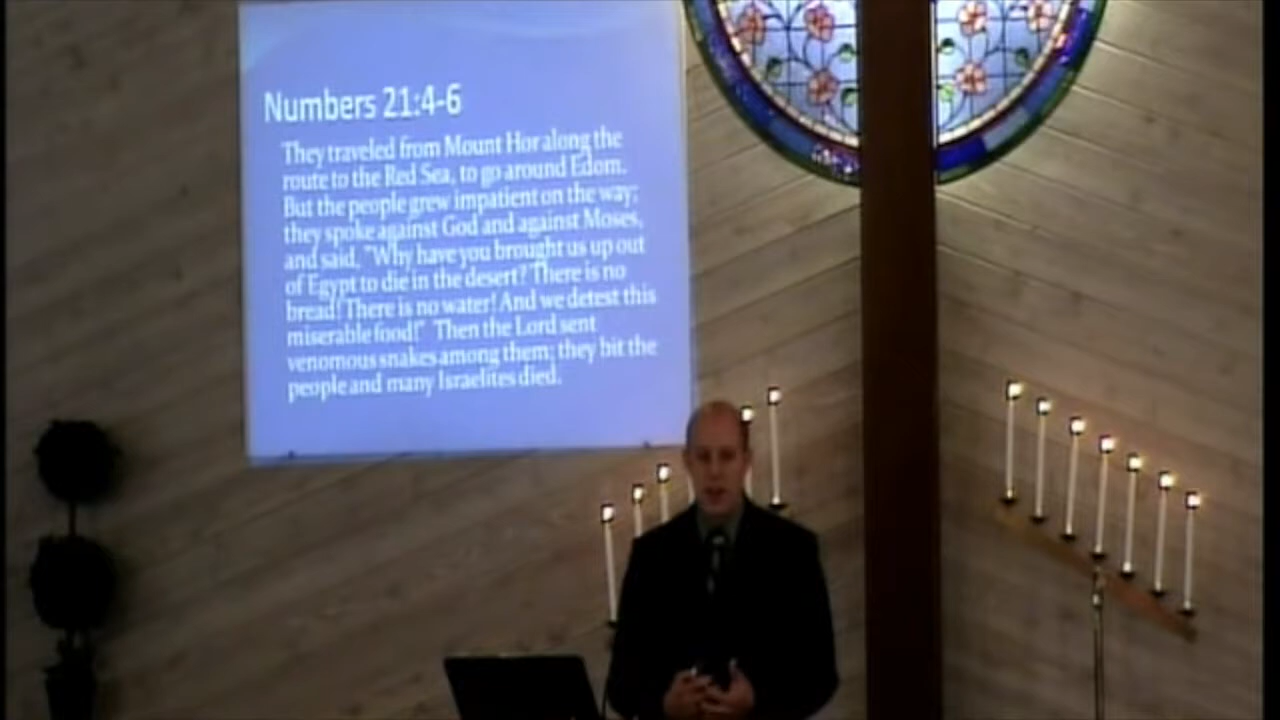 Numbers 21:4-6
They traveled from Mount Hor along the
route to the Red Sea, to go around Edom.
But the people grew impatient on the way;
they spoke against God and against Moses,
and said, "Why have you brought us up out
of Egypt to die in the desert? There is no
bread! There is no water! And we detest this
miserable food!" Then the Lord sent
venomous snakes among them; they bit the
people and many Israelites died.